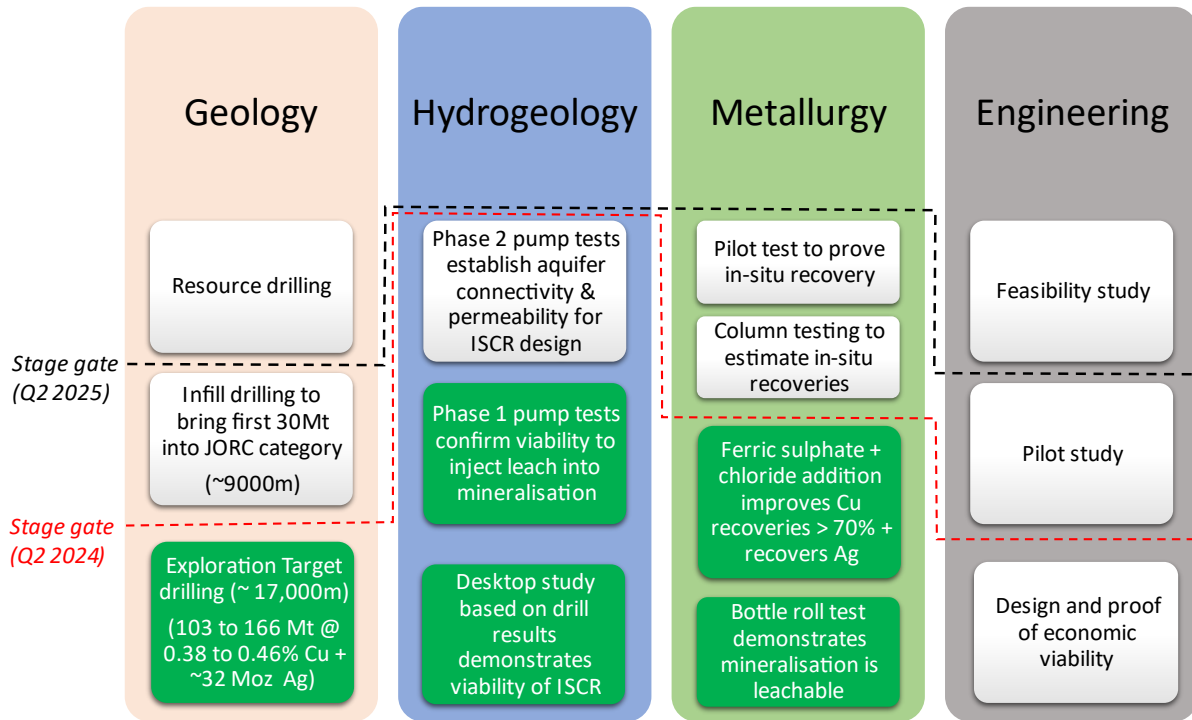 Geology
Resource drilling
Infill drilling to
bring first 30Mt
into JORC category
(~9000m)
Exploration Target
drilling (~ 17,000m)
(103 to 166 Mt @
0.38 to 0.46% Cu +
~32 Moz Ag)
Stage gate
(Q2 2025)
Stage gate
(Q2 2024)
Hydrogeology
Phase 2 pump tests
establish aquifer
connectivity &
permeability for
ISCR design
Phase 1 pump tests
confirm viability to
inject leach into
mineralisation
Desktop study
based on drill
results
demonstrates
viability of ISCR
Metallurgy
Pilot test to prove
in-situ recovery
Column testing to
estimate in-situ
recoveries
Ferric sulphate +
chloride addition
improves Cu
recoveries > 70% +
recovers Ag
Bottle roll test
demonstrates
mineralisation is
leachable
Engineering
Feasibility study
Pilot study
Design and proof
of economic
viability